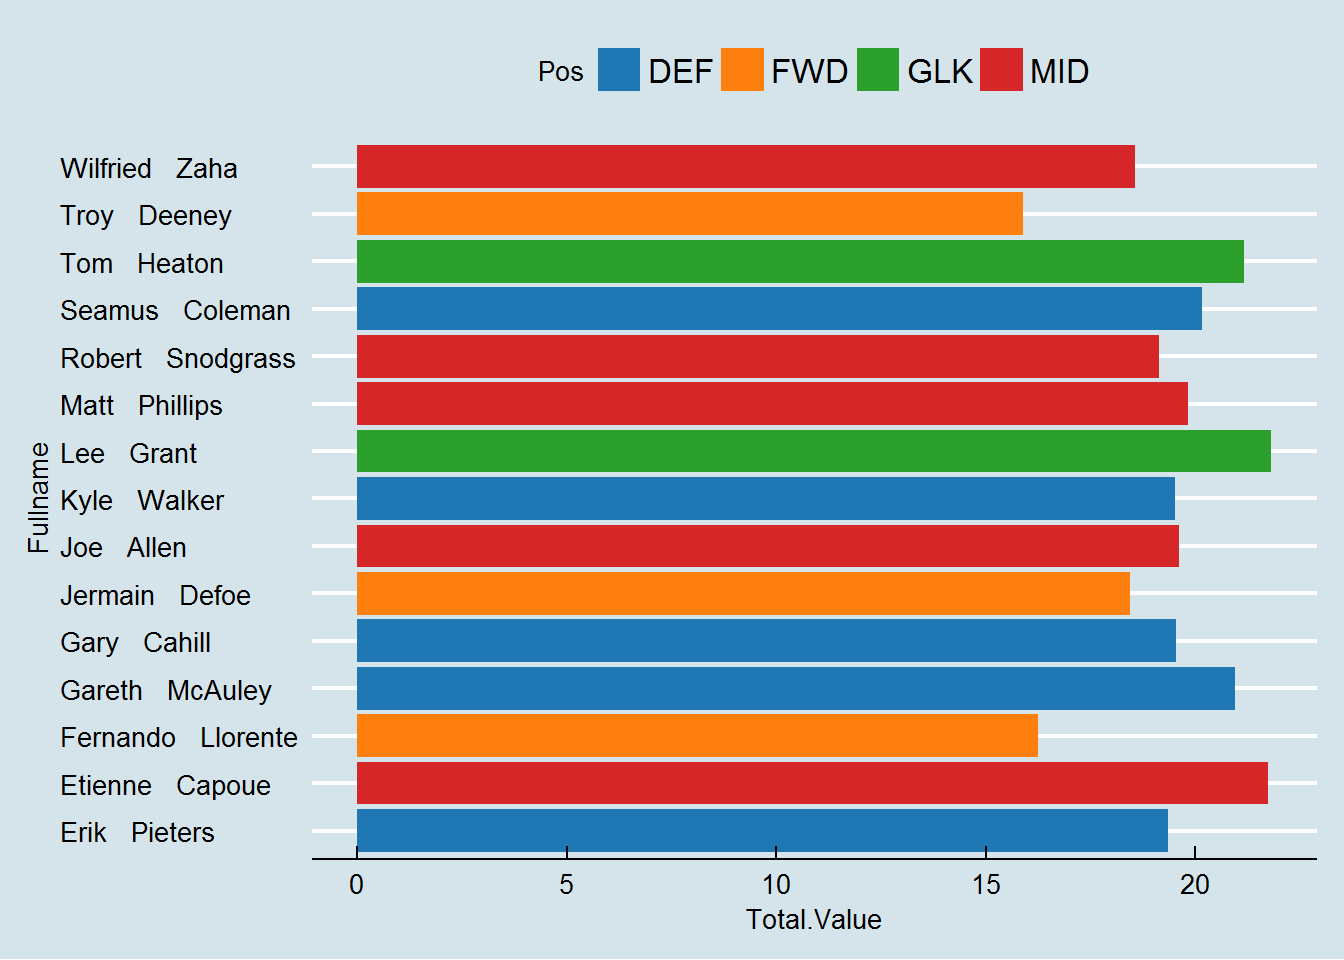 Pos DEF FWD GLK MID
Wilfried Zaha
Troy Deeney
Tom Heaton
Seamus Coleman
Robert Snodgrass
Matt Phillips
Lee Grant
Kyle Walker
Joe Allen
Jermain Defoe
Gary Cahill
Gareth McAuley
Fernando Llorente
Etienne Capoue
Erik Pieters
Fullname
0 5 10 15 20
Total.Value